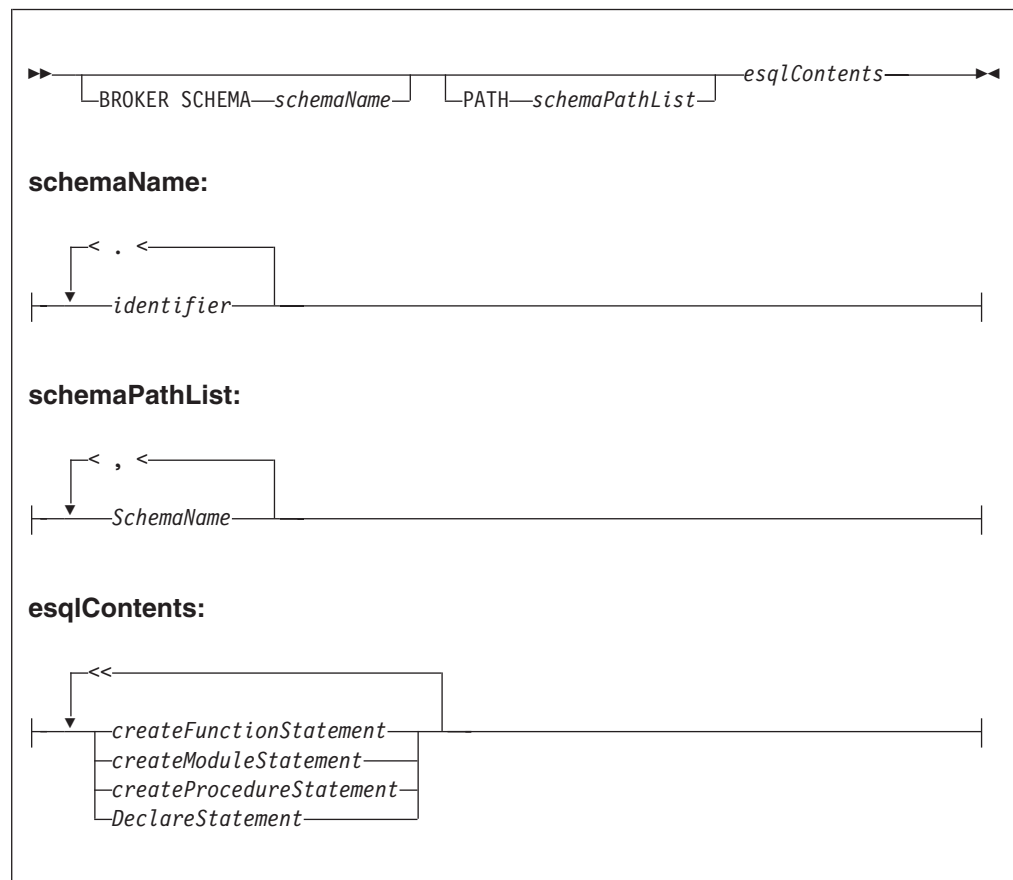 esqlContents
BROKER SCHEMA schemaName PATH schemaPathList
schemaName:
< . <
identifier
schemaPathList:
< , <
SchemaName
esqlContents:
<<
createFunctionStatement
createModuleStatement
createProcedureStatement
DeclareStatement